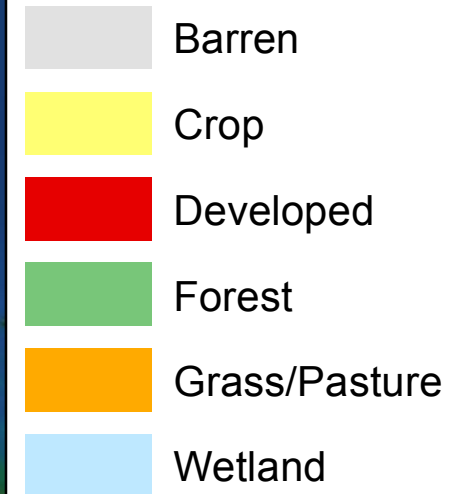 Barren
Crop
Developed
Forest
Grass/Pasture
Wetland